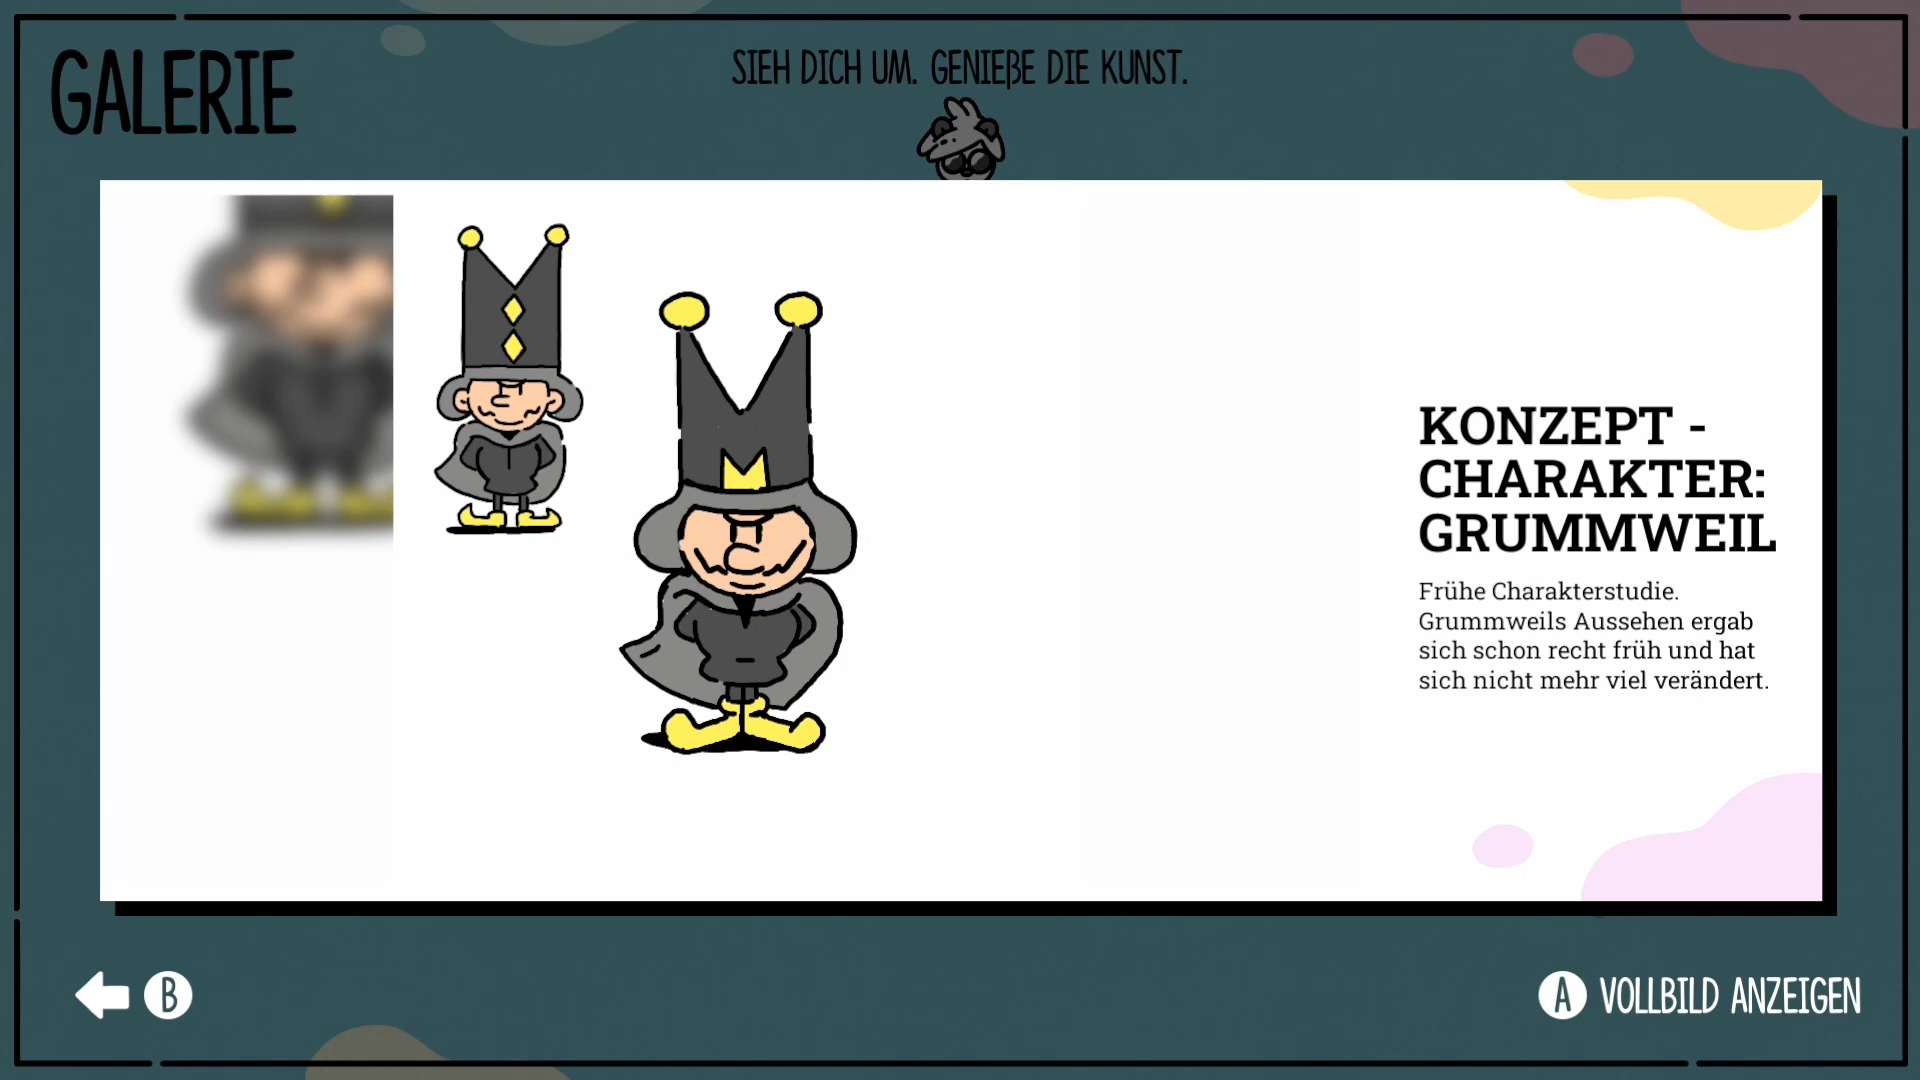 GALERIE
SIEH DICH UM. GENIEßE DIE KUNST.
KONZEPT -
CHARAKTER:
GRUMMWEIL
Frühe Charakterstudie.
Grummweils Aussehen ergab
sich schon recht früh und hat
sich nicht mehr viel verändert.
B
A VOLLBILD ANZEIGEN